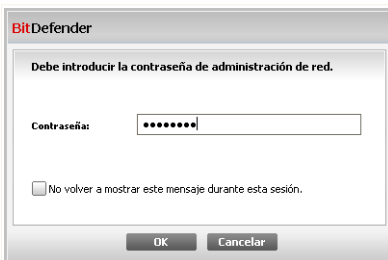 BitDefender
Debe introducir la contraseña de administración de red.
Contraseña: ••••••••
No volver a mostrar este mensaje durante esta sesión.
OK Cancelar